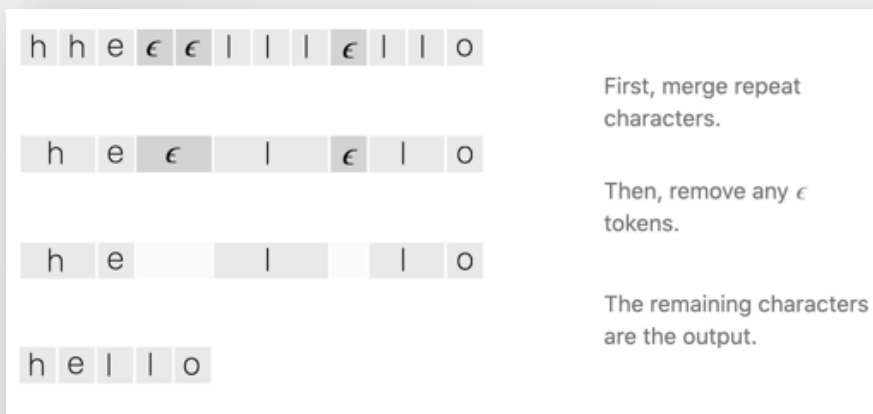 h h e ϵ ϵ l l l ϵ l l o
First, merge repeat
characters.
h e ϵ l ϵ l o
Then, remove any ϵ
tokens.
h e l l o
The remaining characters
are the output.
h e l l o